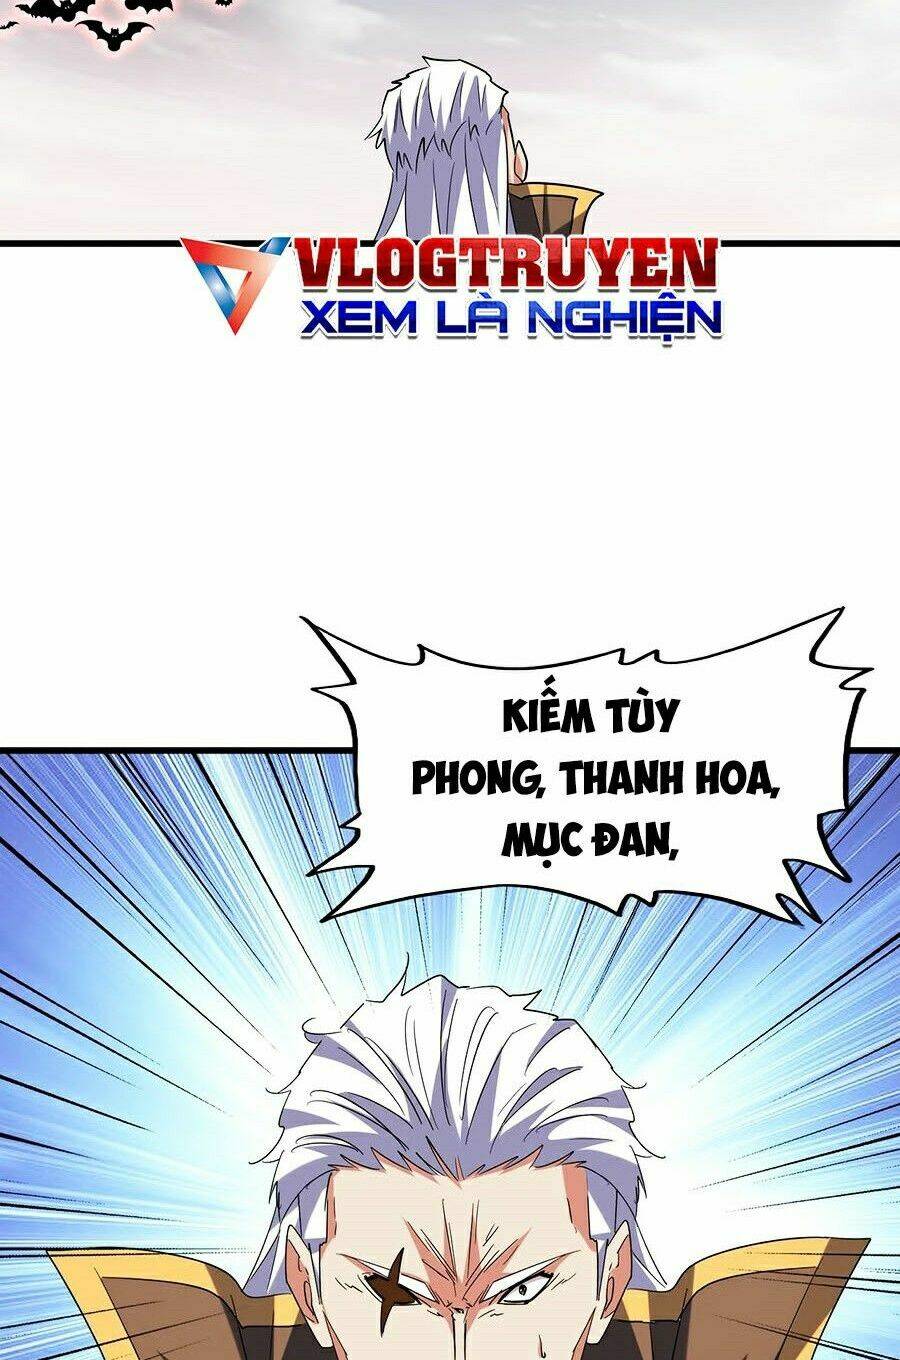 VLOGTRUYEN
XEM LÀ NGHIỆN
KIẾM TÙY
PHONG, THANH HOA,
MỤC ĐAN,